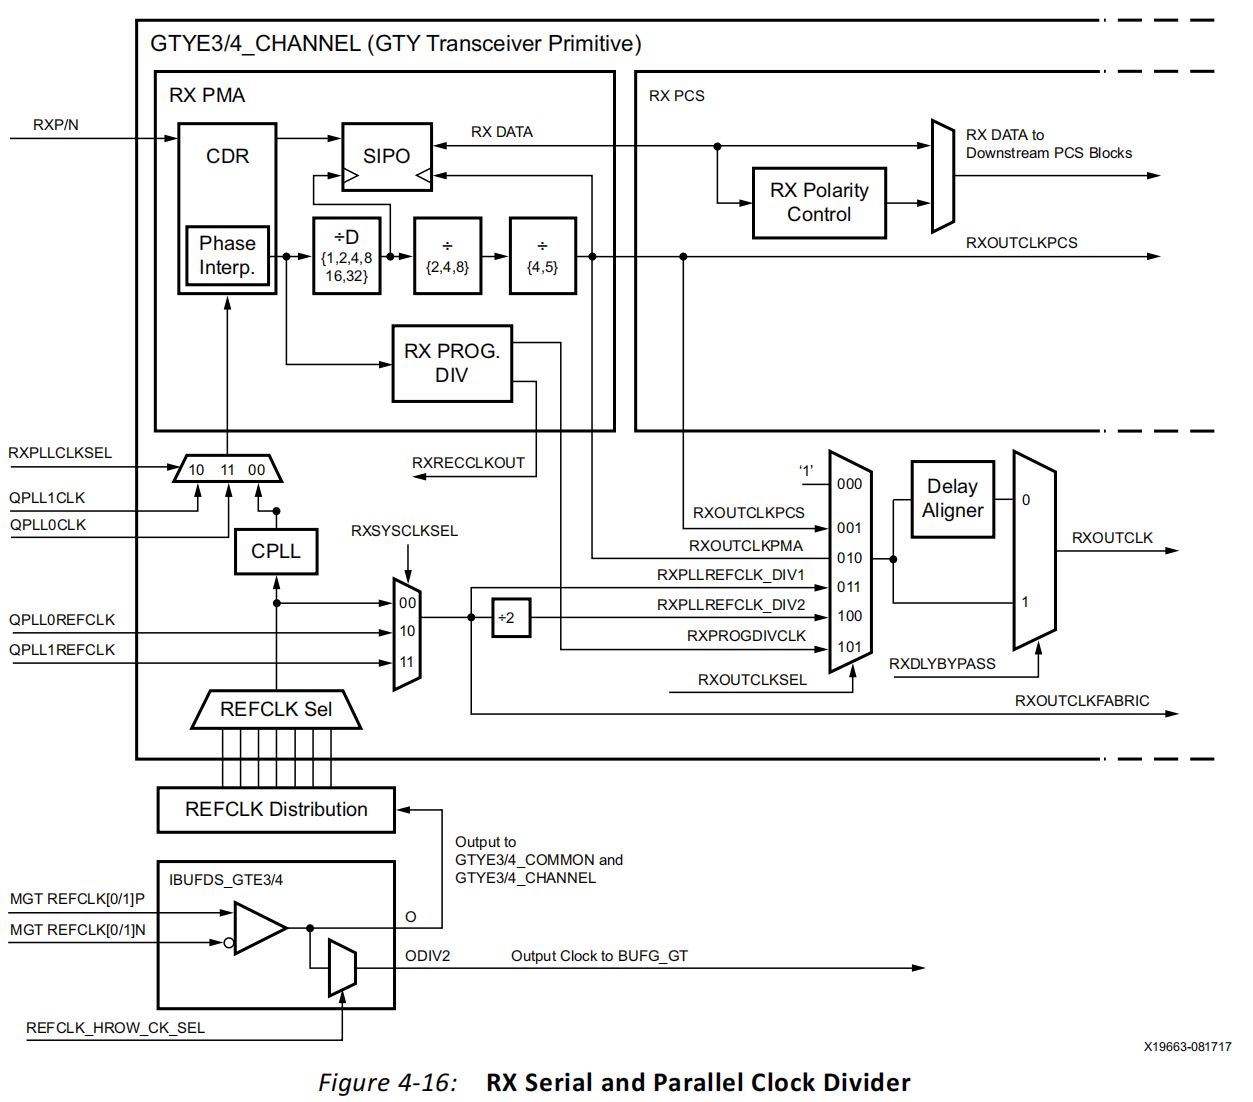 GTYE3/4_CHANNEL (GTY Transceiver Primitive)
RX PMA
RX PCS
RXP/N
CDR
SIPO
RX DATA
RX DATA to
Downstream PCS Blocks
RX Polarity
Control
Phase
Interp.
÷D
{1,2,4,8
16,32}
÷
{2,4,8}
÷
{4,5}
RXOUTCLKPCS
RX PROG.
DIV
RXPLLCLKSEL
10 11 00
RXRECCLKOUT
QPLL1CLK
QPLL0CLK
CPLL
RXSYSCLKSEL
'1'
000
RXOUTCLKPCS
001
RXOUTCLKPMA
010
RXPLLREFCLK_DIV1
011
RXPLLREFCLK_DIV2
100
RXPROGDIVCLK
101
RXOUTCLKSEL
Delay
Aligner
0
1
RXOUTCLK
RXDLYBYPASS
RXOUTCLKFABRIC
QPLL0REFCLK
QPLL1REFCLK
00
10
11
÷2
REFCLK Sel
REFCLK Distribution
Output to
GTYE3/4_COMMON and
GTYE3/4_CHANNEL
IBUFDS_GTE3/4
MGT REFCLK[0/1]P
MGT REFCLK[0/1]N
O
ODIV2
Output Clock to BUFG_GT
REFCLK_HROW_CK_SEL
X19663-081717
Figure 4-16: RX Serial and Parallel Clock Divider